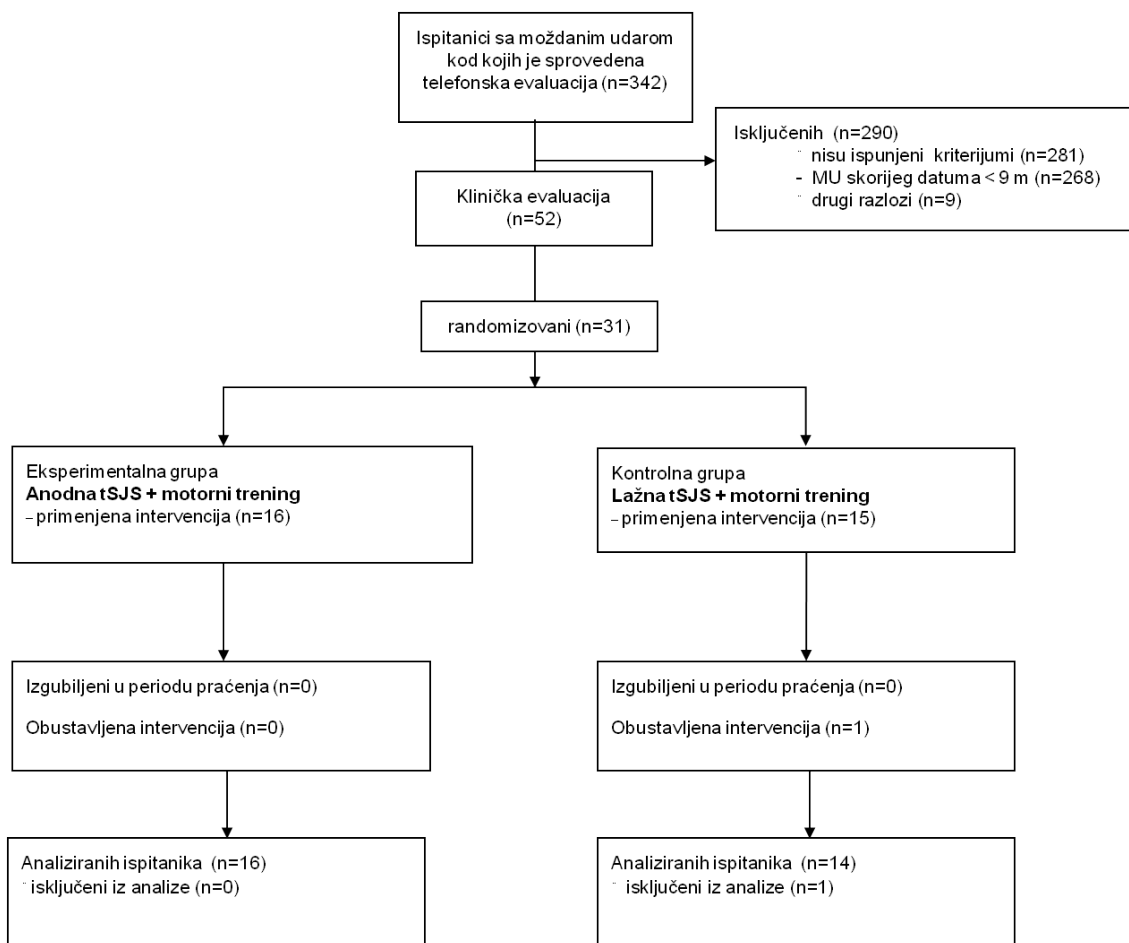 Ispitanici sa moždanim udarom
kod kojih je sprovedena
telefonska evaluacija (n=342)
Isključenih (n=290)
¨ nisu ispunjeni kriterijumi (n=281)
- MU skorijeg datuma < 9 m (n=268)
¨ drugi razlozi (n=9)
Klinička evaluacija
(n=52)
randomizovani (n=31)
Eksperimentalna grupa
Anodna tSJS + motorni trening
– primenjena intervencija (n=16)
Kontrolna grupa
Lažna tSJS + motorni trening
– primenjena intervencija (n=15)
Izgubljeni u periodu praćenja (n=0)
Obustavljena intervencija (n=0)
Izgubljeni u periodu praćenja (n=0)
Obustavljena intervencija (n=1)
Analiziranih ispitanika (n=16)
¨ isključeni iz analize (n=0)
Analiziranih ispitanika (n=14)
¨ isključeni iz analize (n=1)